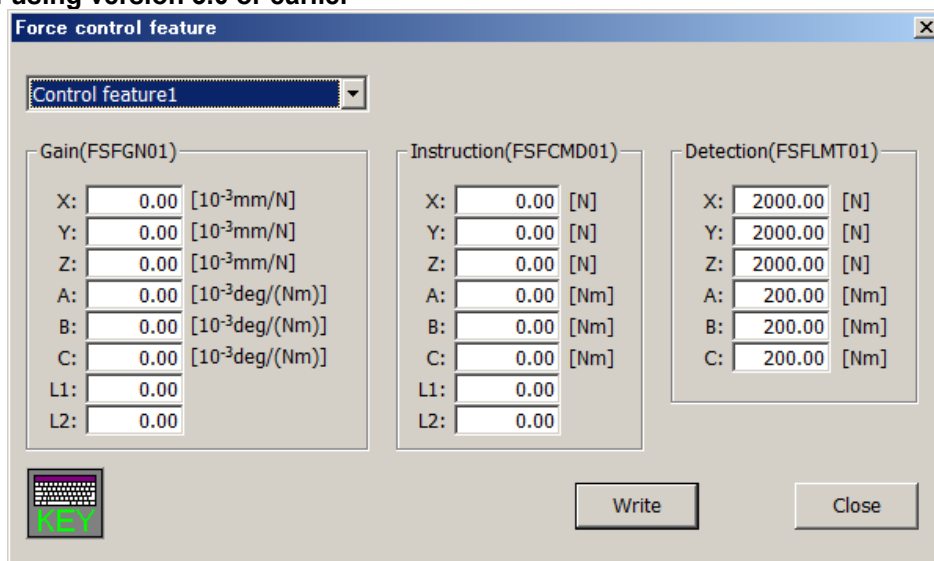 using version 3.0 or earlier
Force control feature
Control feature1
Gain(FSFGN01)
X: 0.00 [10-3mm/N]
Y: 0.00 [10-3mm/N]
Z: 0.00 [10-3mm/N]
A: 0.00 [10-3deg/(Nm)]
B: 0.00 [10-3deg/(Nm)]
C: 0.00 [10-3deg/(Nm)]
L1: 0.00
L2: 0.00
Instruction(FSFCMD01)
X: 0.00 [N]
Y: 0.00 [N]
Z: 0.00 [N]
A: 0.00 [Nm]
B: 0.00 [Nm]
C: 0.00 [Nm]
L1: 0.00
L2: 0.00
Detection(FSFLMT01)
X: 2000.00 [N]
Y: 2000.00 [N]
Z: 2000.00 [N]
A: 200.00 [Nm]
B: 200.00 [Nm]
C: 200.00 [Nm]
KEY
Write
Close